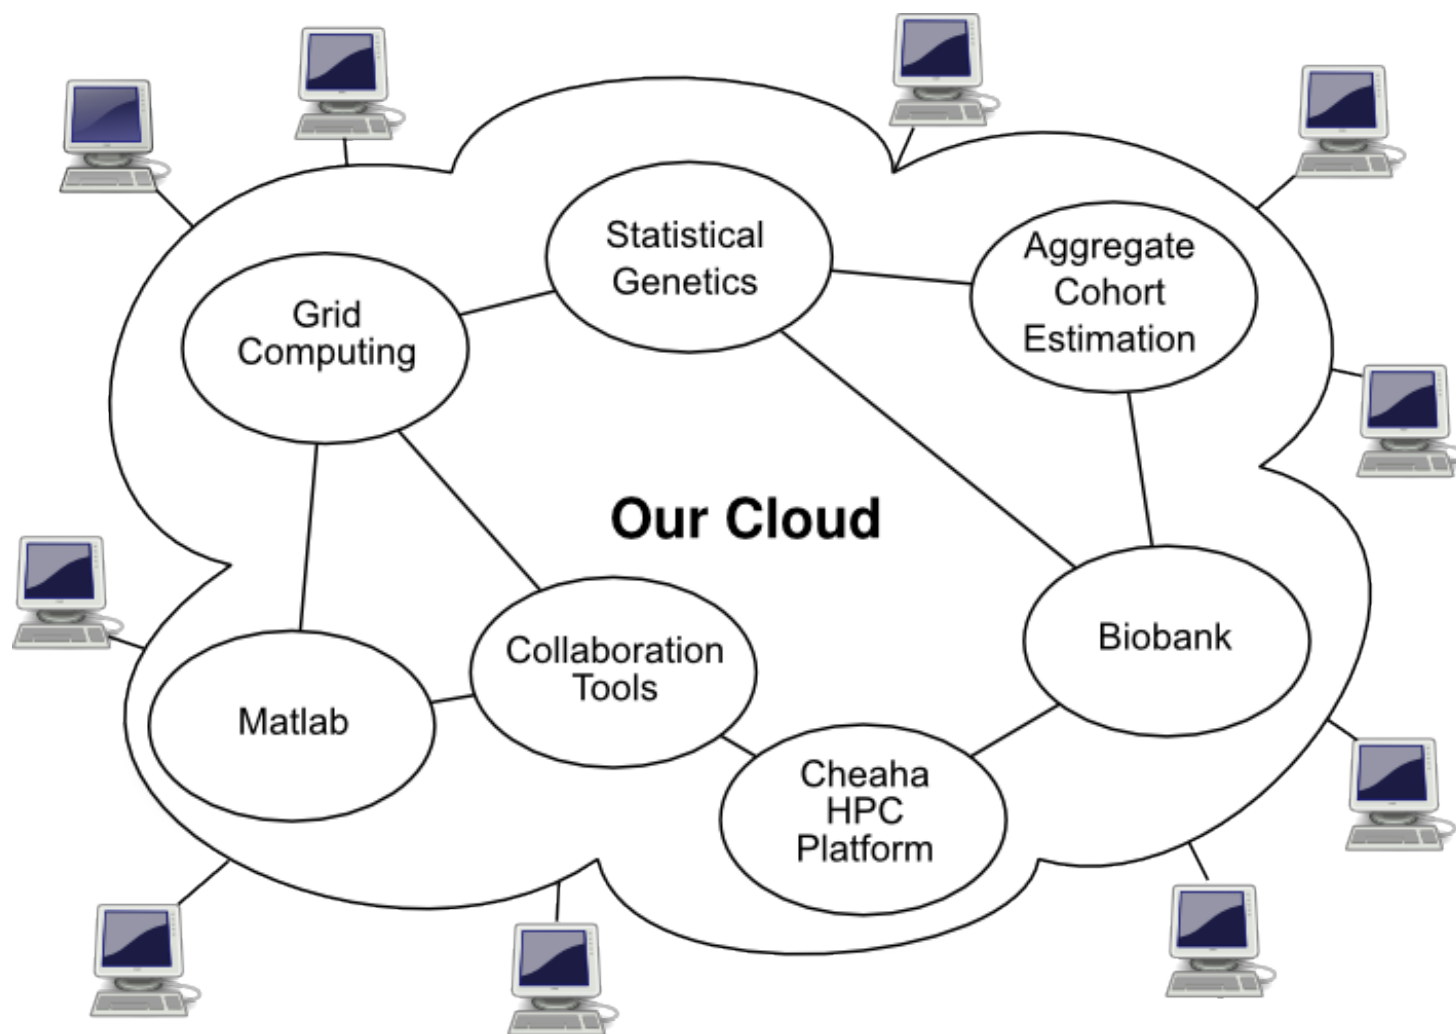 Statistical
Genetics
Aggregate
Cohort
Estimation
Grid
Computing
Our Cloud
Collaboration
Tools
Biobank
Matlab
Cheaha
HPC
Platform